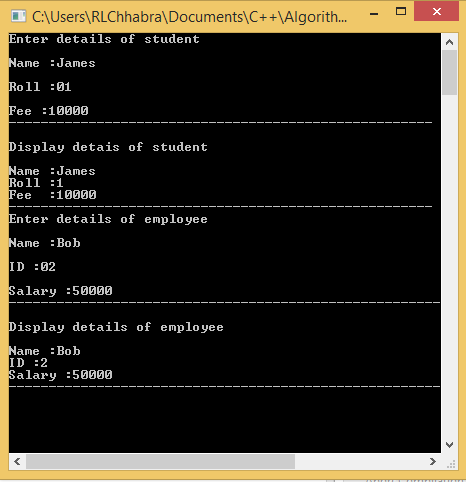 C:\Users\RLChhabra\Documents\C++\Algorith...
Enter details of student
Name :James
Roll :01
Fee :10000
------------------------------------------------------
Display detais of student
Name :James
Roll :1
Fee  :10000
------------------------------------------------------
Enter details of employee
Name :Bob
ID :02
Salary :50000
------------------------------------------------------
Display details of employee
Name :Bob
ID :2
Salary :50000
------------------------------------------------------